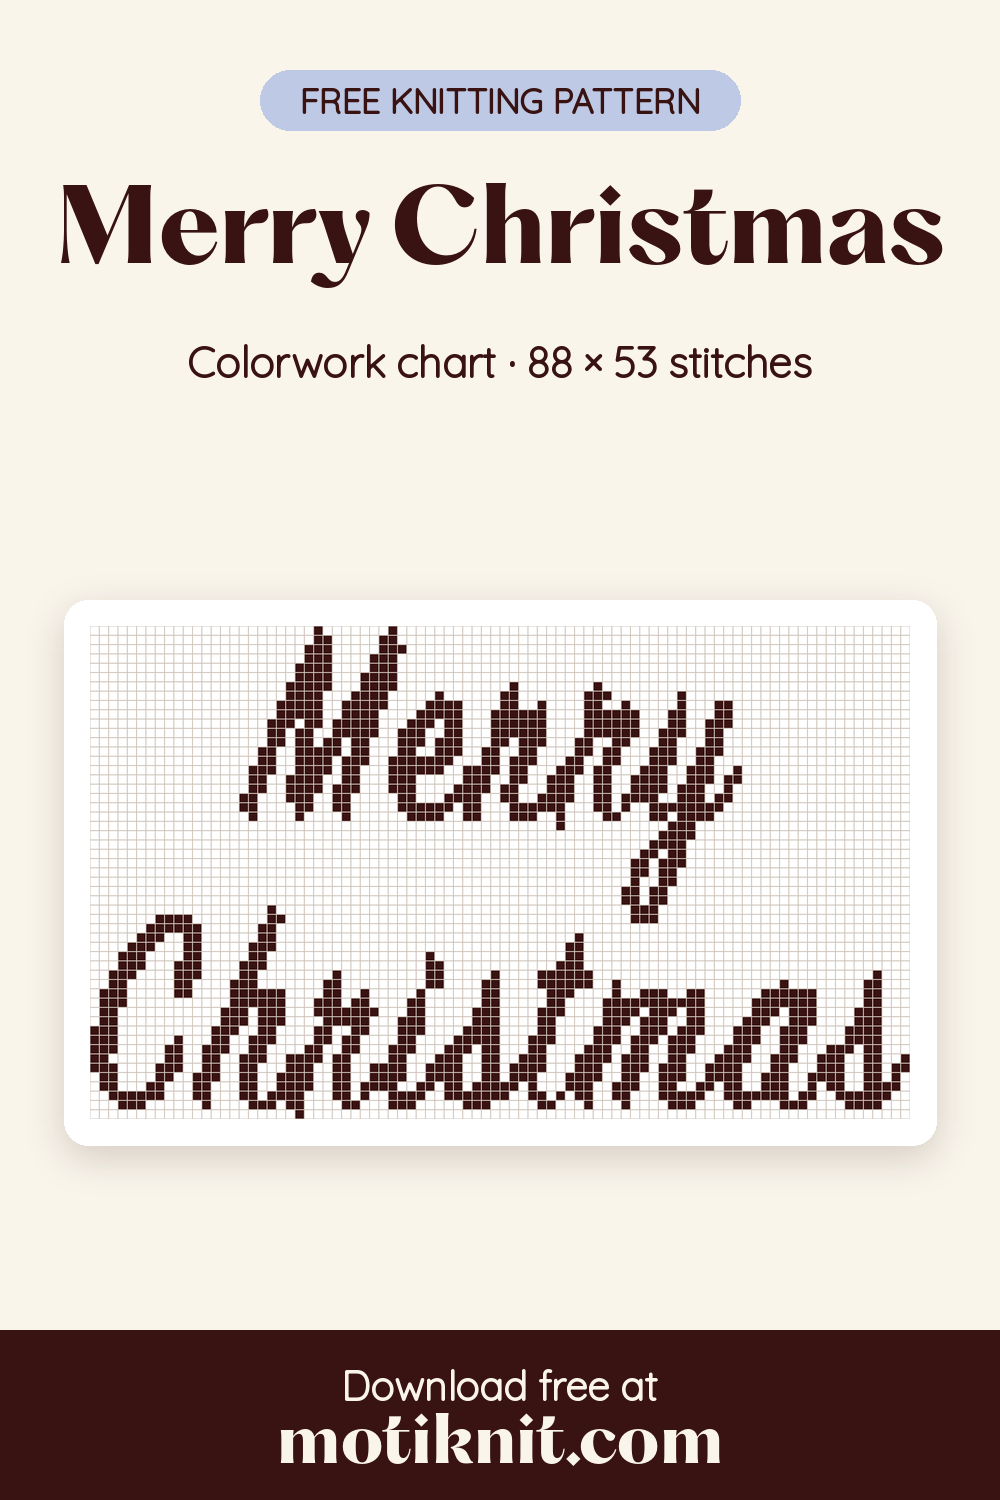 FREE KNITTING PATTERN
Merry Christmas
Colorwork chart · 88 × 53 stitches
Merry
Christmas
Download free at
motiknit.com